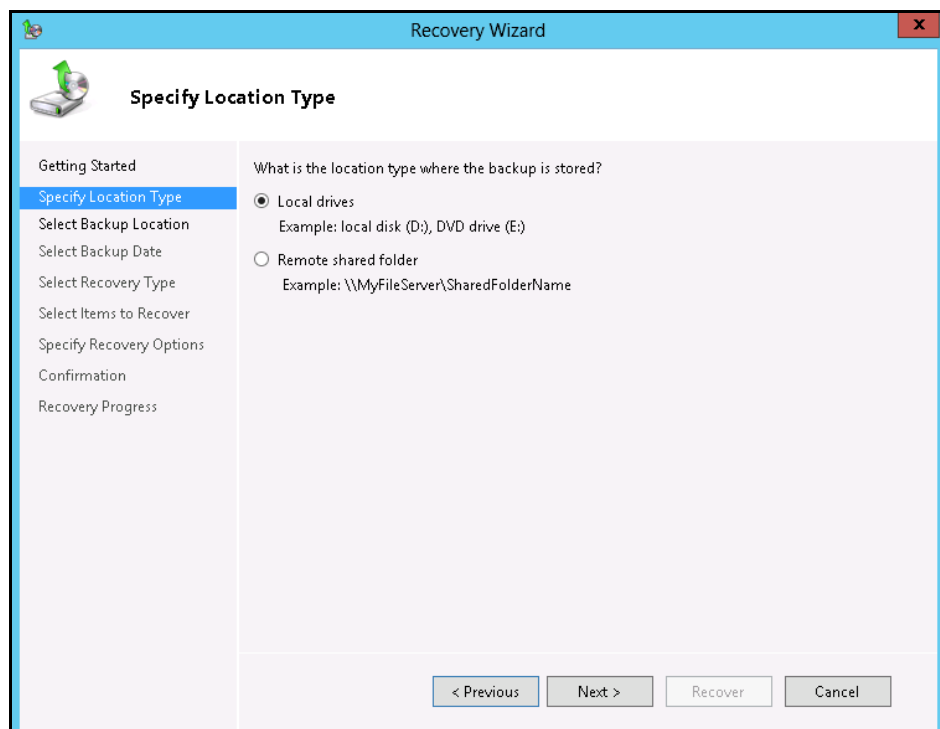 Recovery Wizard
x
Specify Location Type
Getting Started
Specify Location Type
Select Backup Location
Select Backup Date
Select Recovery Type
Select Items to Recover
Specify Recovery Options
Confirmation
Recovery Progress
What is the location type where the backup is stored?
Local drives
Example: local disk (D:), DVD drive (E:)
Remote shared folder
Example: \\MyFileServer\SharedFolderName
< Previous
Next >
Recover
Cancel